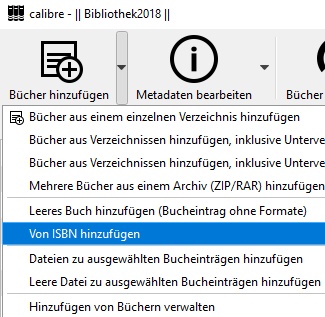 calibre - || Bibliothek2018 ||
Bücher hinzufügen
Metadaten bearbeiten
Bücher
Bücher aus einem einzelnen Verzeichnis hinzufügen
Bücher aus Verzeichnissen hinzufügen, inklusive Unterve
Bücher aus Verzeichnissen hinzufügen, inklusive Unterve
Mehrere Bücher aus einem Archiv (ZIP/RAR) hinzufügen
Leeres Buch hinzufügen (Bucheintrag ohne Formate)
Von ISBN hinzufügen
Dateien zu ausgewählten Bucheinträgen hinzufügen
Leere Datei zu ausgewählten Bucheinträgen hinzufügen
Hinzufügen von Büchern verwalten